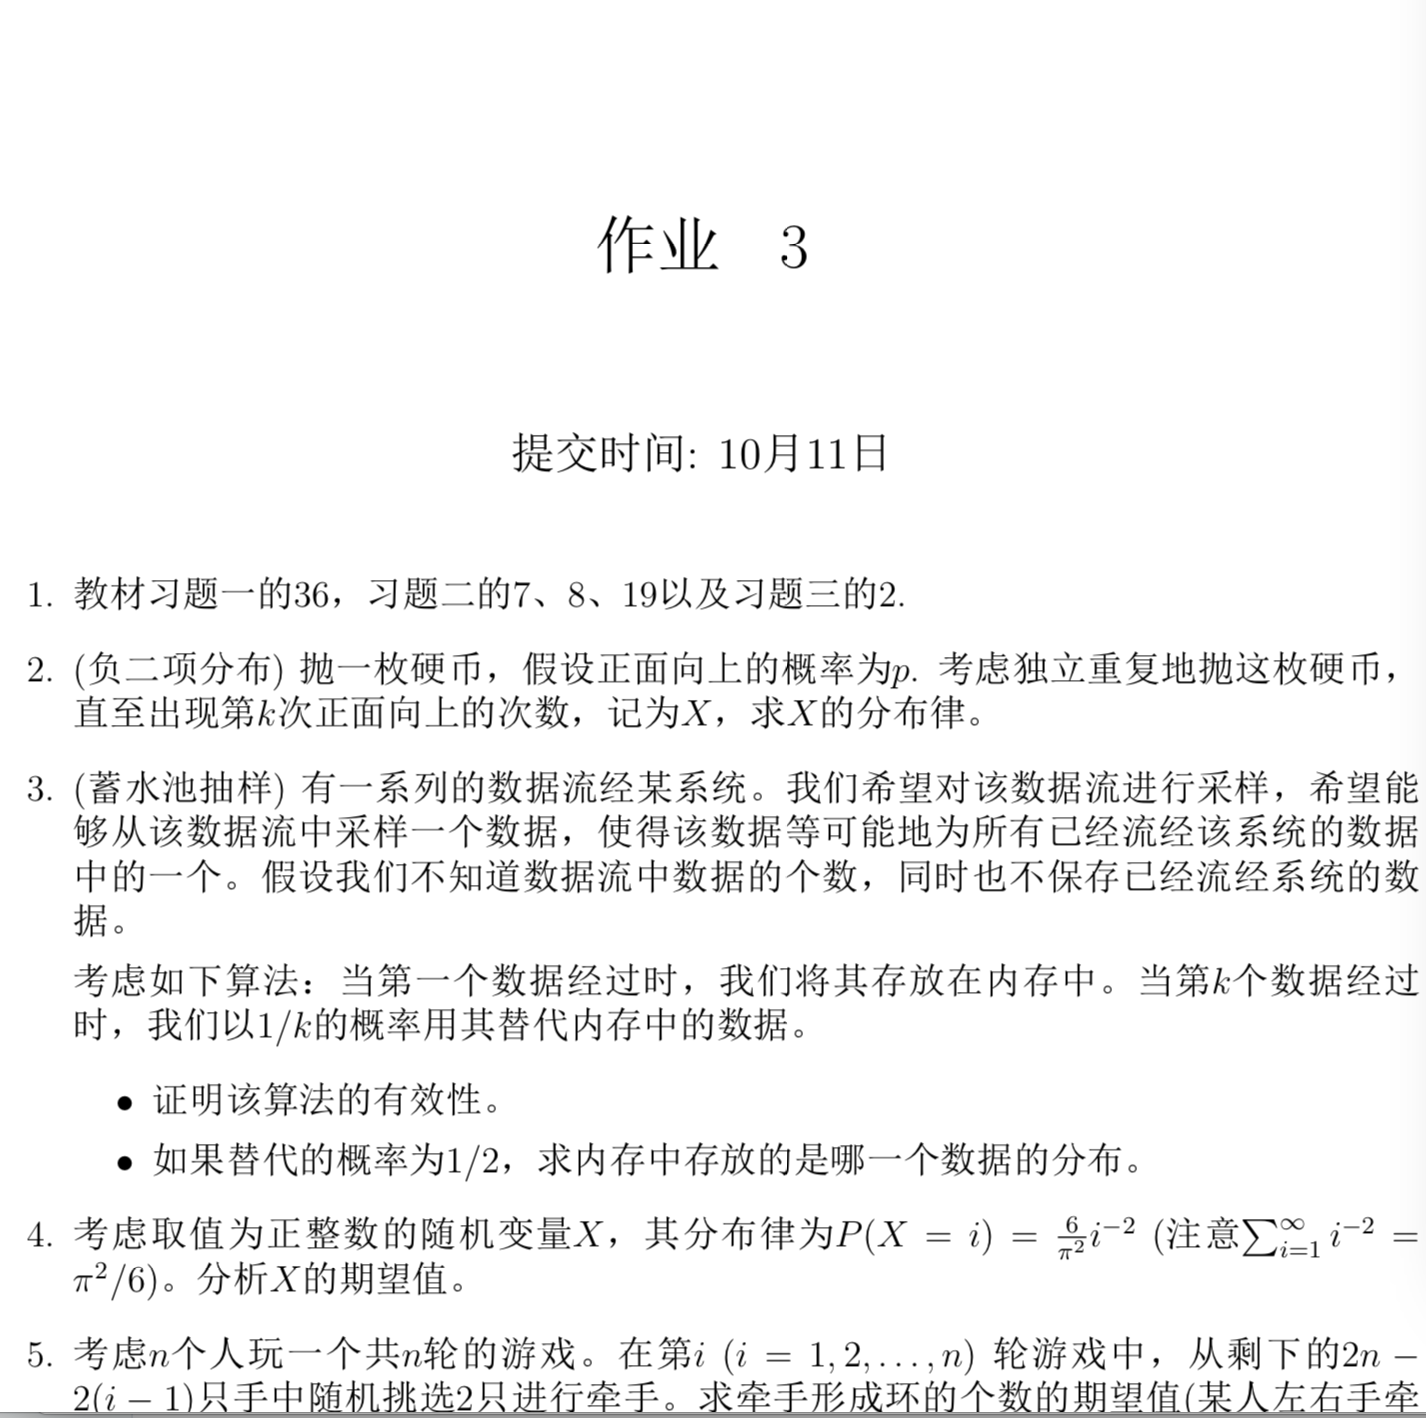 作业 3
提交时间: 10月11日
1. 教材习题一的36，习题二的7、8、19以及习题三的2.
2. (负二项分布) 抛一枚硬币，假设正面向上的概率为p. 考虑独立重复地抛这枚硬币，
直至出现第k次正面向上的次数，记为X，求X的分布律。
3. (蓄水池抽样) 有一系列的数据流经某系统。我们希望对该数据流进行采样，希望能
够从该数据流中采样一个数据，使得该数据等可能地为所有已经流经该系统的数据
中的一个。假设我们不知道数据流中数据的个数，同时也不保存已经流经系统的数
据。
考虑如下算法：当第一个数据经过时，我们将其存放在内存中。当第k个数据经过
时，我们以1/k的概率用其替代内存中的数据。
• 证明该算法的有效性。
• 如果替代的概率为1/2，求内存中存放的是哪一个数据的分布。
4. 考虑取值为正整数的随机变量X，其分布律为P(X = i) = \frac{6}{π^2}i^{-2} (注意∑_{i=1}^{∞} i^{-2} =
π^2/6)。分析X的期望值。
5. 考虑n个人玩一个共n轮的游戏。在第i (i = 1, 2, . . . , n) 轮游戏中，从剩下的2n −
2(i − 1)只手中随机挑选2只进行牵手。求牵手形成环的个数的期望值(某人左右手牵